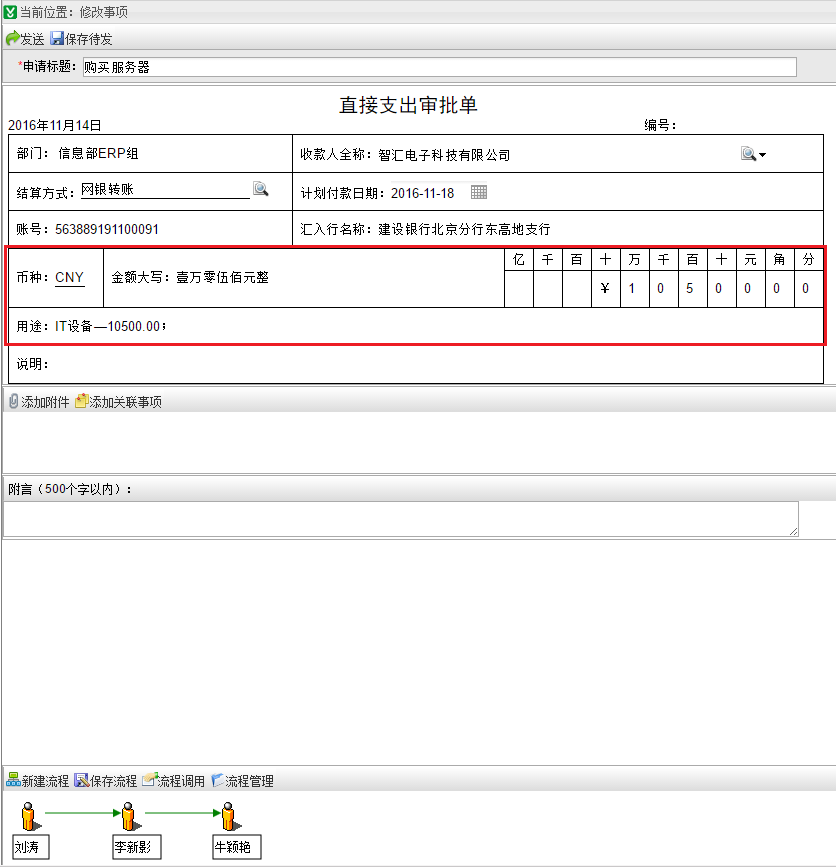 当前位置：修改事项
发送 保存待发
*申请标题： 购买服务器
直接支出审批单
2016年11月14日 编号：
部门： 信息部ERP组 收款人全称： 智汇电子科技有限公司
结算方式： 网银转账 计划付款日期： 2016-11-18
账号： 563889191100091 汇入行名称： 建设银行北京分行东高地支行
亿 千 百 十 万 千 百 十 元 角 分
币种： CNY 金额大写： 壹万零伍佰元整 ¥ 1 0 5 0 0 0 0
用途： IT设备—10500.00；
说明：
添加附件 添加关联事项
附言（500个字以内）：
新建流程 保存流程 流程调用 流程管理
刘涛 李新影 牛颖艳